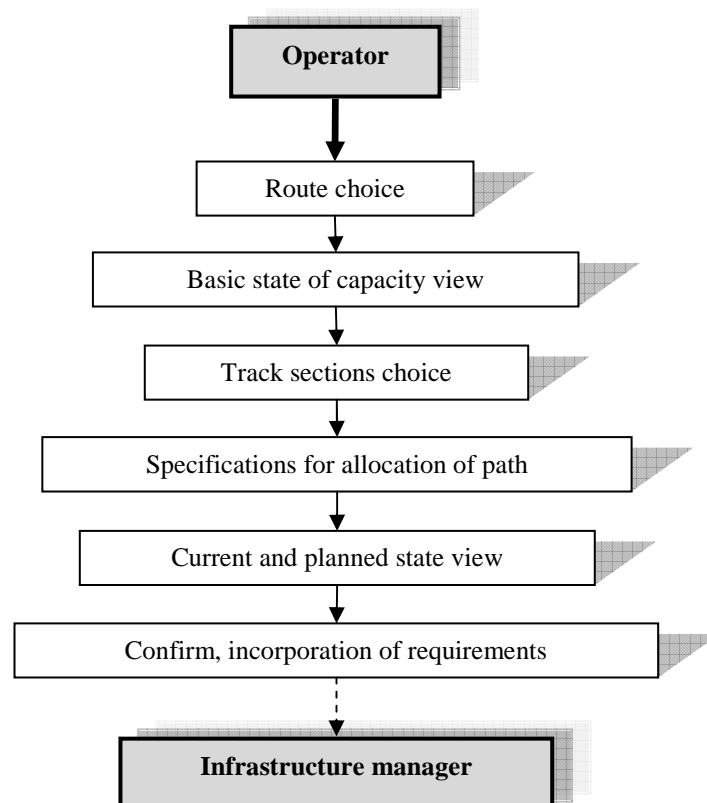 Operator
Route choice
Basic state of capacity view
Track sections choice
Specifications for allocation of path
Current and planned state view
Confirm, incorporation of requirements
Infrastructure manager